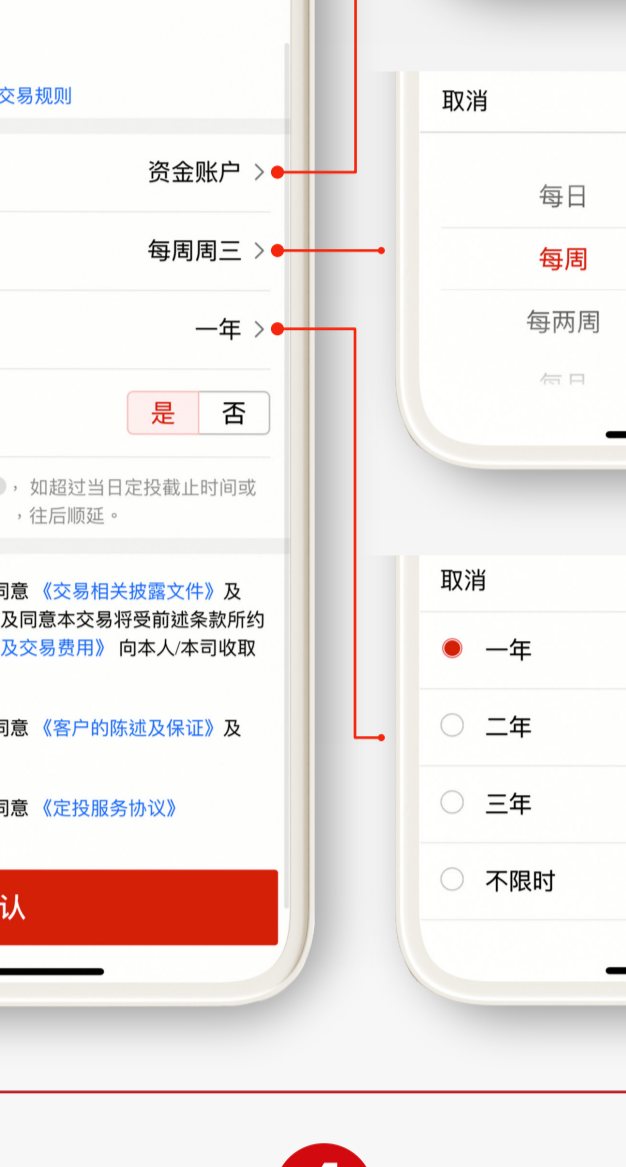 交易规则
资金账户
每周周三
一年
是
否
，如超过当日定投截止时间或
，往后顺延。
同意 《交易相关披露文件》及
及同意本交易将受前述条款所约
及交易费用》 向本人/本司收取
同意 《客户的陈述及保证》及
同意 《定投服务协议》
认
取消
每日
每周
每两周
每月
取消
一年
二年
三年
不限时